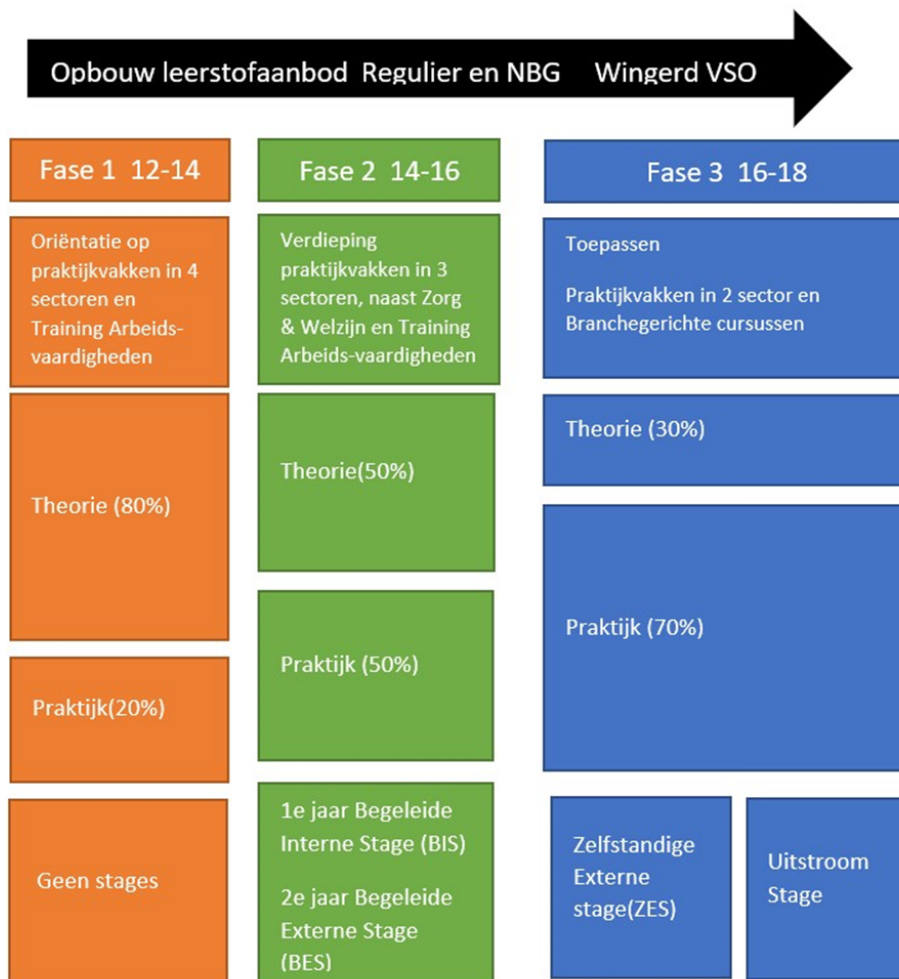 Opbouw leerstofaanbod Regulier en NBG Wingerd VSO
Fase 1 12-14
Oriëntatie op
praktijkvakken in 4
sectoren en
Training Arbeids-
vaardigheden
Theorie (80%)
Praktijk(20%)
Geen stages
Fase 2 14-16
Verdieping
praktijkvakken in 3
sectoren, naast Zorg
& Welzijn en Training
Arbeids-vaardigheden
Theorie(50%)
Praktijk (50%)
1e jaar Begeleide
Interne Stage (BIS)
2e jaar Begeleide
Externe Stage
(BES)
Fase 3 16-18
Toepassen
Praktijkvakken in 2 sector en
Branchegerichte cursussen
Theorie (30%)
Praktijk (70%)
Zelfstandige
Externe
stage(ZES)
Uitstroom
Stage